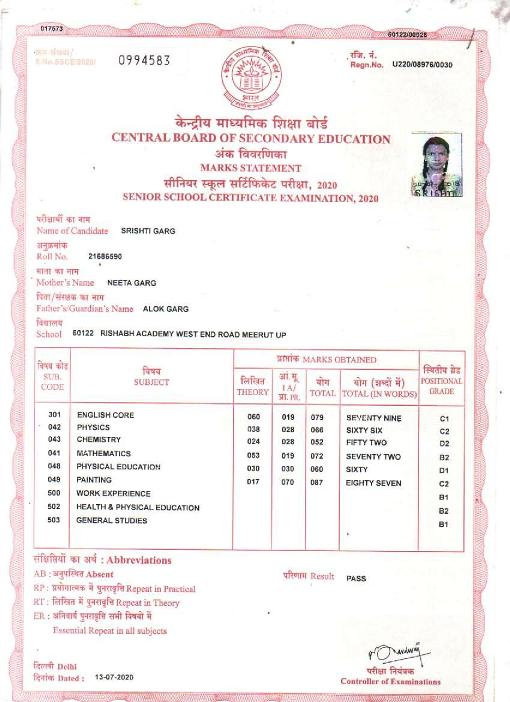 017673
60122/00028
क्रम संख्या/
S.No.SSCE/2020/
0994583
रजि. नं.
Regn.No. U220/08976/0030
भारत
केन्द्रीय माध्यमिक शिक्षा बोर्ड
CENTRAL BOARD OF SECONDARY EDUCATION
अंक विवरणिका
MARKS STATEMENT
सीनियर स्कूल सर्टिफिकेट परीक्षा, 2020
SENIOR SCHOOL CERTIFICATE EXAMINATION, 2020
SRISHTI
परीक्षार्थी का नाम
Name of Candidate SRISHTI GARG
अनुक्रमांक
Roll No. 21686590
माता का नाम
Mother's Name NEETA GARG
पिता/संरक्षक का नाम
Father's/Guardian's Name ALOK GARG
विद्यालय
School 60122 RISHABH ACADEMY WEST END ROAD MEERUT UP
विषय कोड SUB. CODE विषय SUBJECT प्राप्तांक MARKS OBTAINED स्थितीय ग्रेड POSITIONAL GRADE
लिखित THEORY आं.मू. I A/ प्रा. PR. योग TOTAL योग (शब्दों में) TOTAL (IN WORDS)
301 ENGLISH CORE 060 019 079 SEVENTY NINE C1
042 PHYSICS 038 028 066 SIXTY SIX C2
043 CHEMISTRY 024 028 052 FIFTY TWO D2
041 MATHEMATICS 053 019 072 SEVENTY TWO B2
048 PHYSICAL EDUCATION 030 030 060 SIXTY D1
049 PAINTING 017 070 087 EIGHTY SEVEN C2
500 WORK EXPERIENCE B1
502 HEALTH & PHYSICAL EDUCATION B2
503 GENERAL STUDIES B1
संक्षिप्तियों का अर्थ : Abbreviations
AB : अनुपस्थित Absent
परिणाम Result PASS
RP : प्रयोगात्मक में पुनरावृत्ति Repeat in Practical
RT : लिखित में पुनरावृत्ति Repeat in Theory
ER : अनिवार्य पुनरावृत्ति सभी विषयों में
Essential Repeat in all subjects
दिल्ली Delhi
दिनांक Dated : 13-07-2020
परीक्षा नियंत्रक
Controller of Examinations